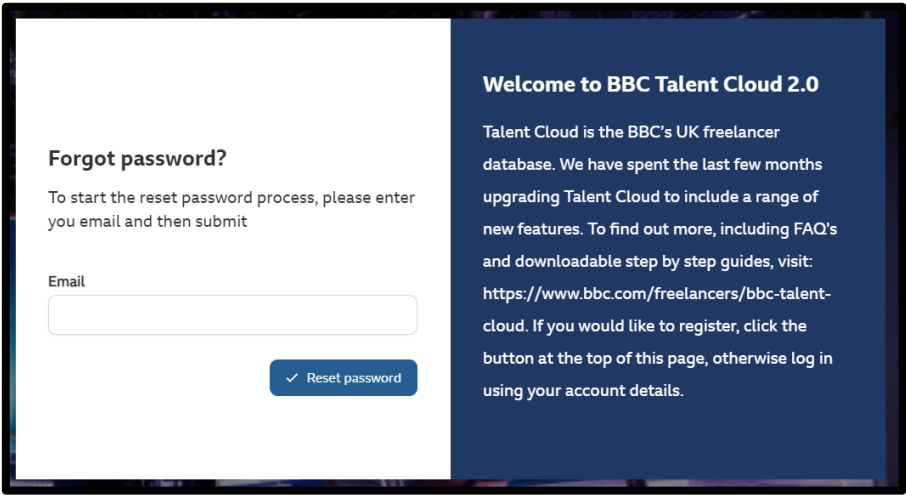 Forgot password?
To start the reset password process, please enter
you email and then submit
Email
Reset password
Welcome to BBC Talent Cloud 2.0
Talent Cloud is the BBC’s UK freelancer
database. We have spent the last few months
upgrading Talent Cloud to include a range of
new features. To find out more, including FAQ's
and downloadable step by step guides, visit:
https://www.bbc.com/freelancers/bbc-talent-
cloud. If you would like to register, click the
button at the top of this page, otherwise log in
using your account details.